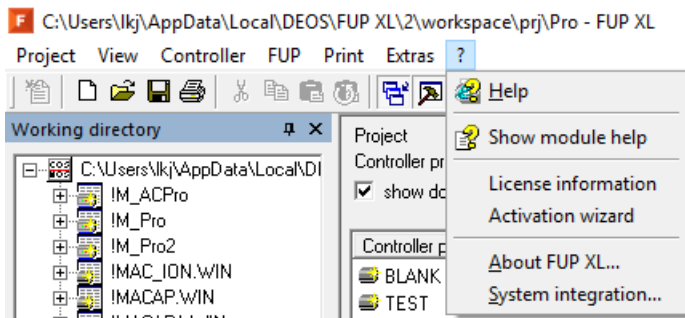 F C:\Users\lkj\AppData\Local\DEOS\FUP XL\2\workspace\prj\Pro - FUP XL
Project View Controller FUP Print Extras ?
Working directory
C:\Users\lkj\AppData\Local\DI
!M_ACPro
!M_Pro
!M_Pro2
!MAC_ION.WIN
!MACAP.WIN
Project
Controller pr
show do
Controller p
BLANK
TEST
Help
Show module help
License information
Activation wizard
About FUP XL...
System integration...